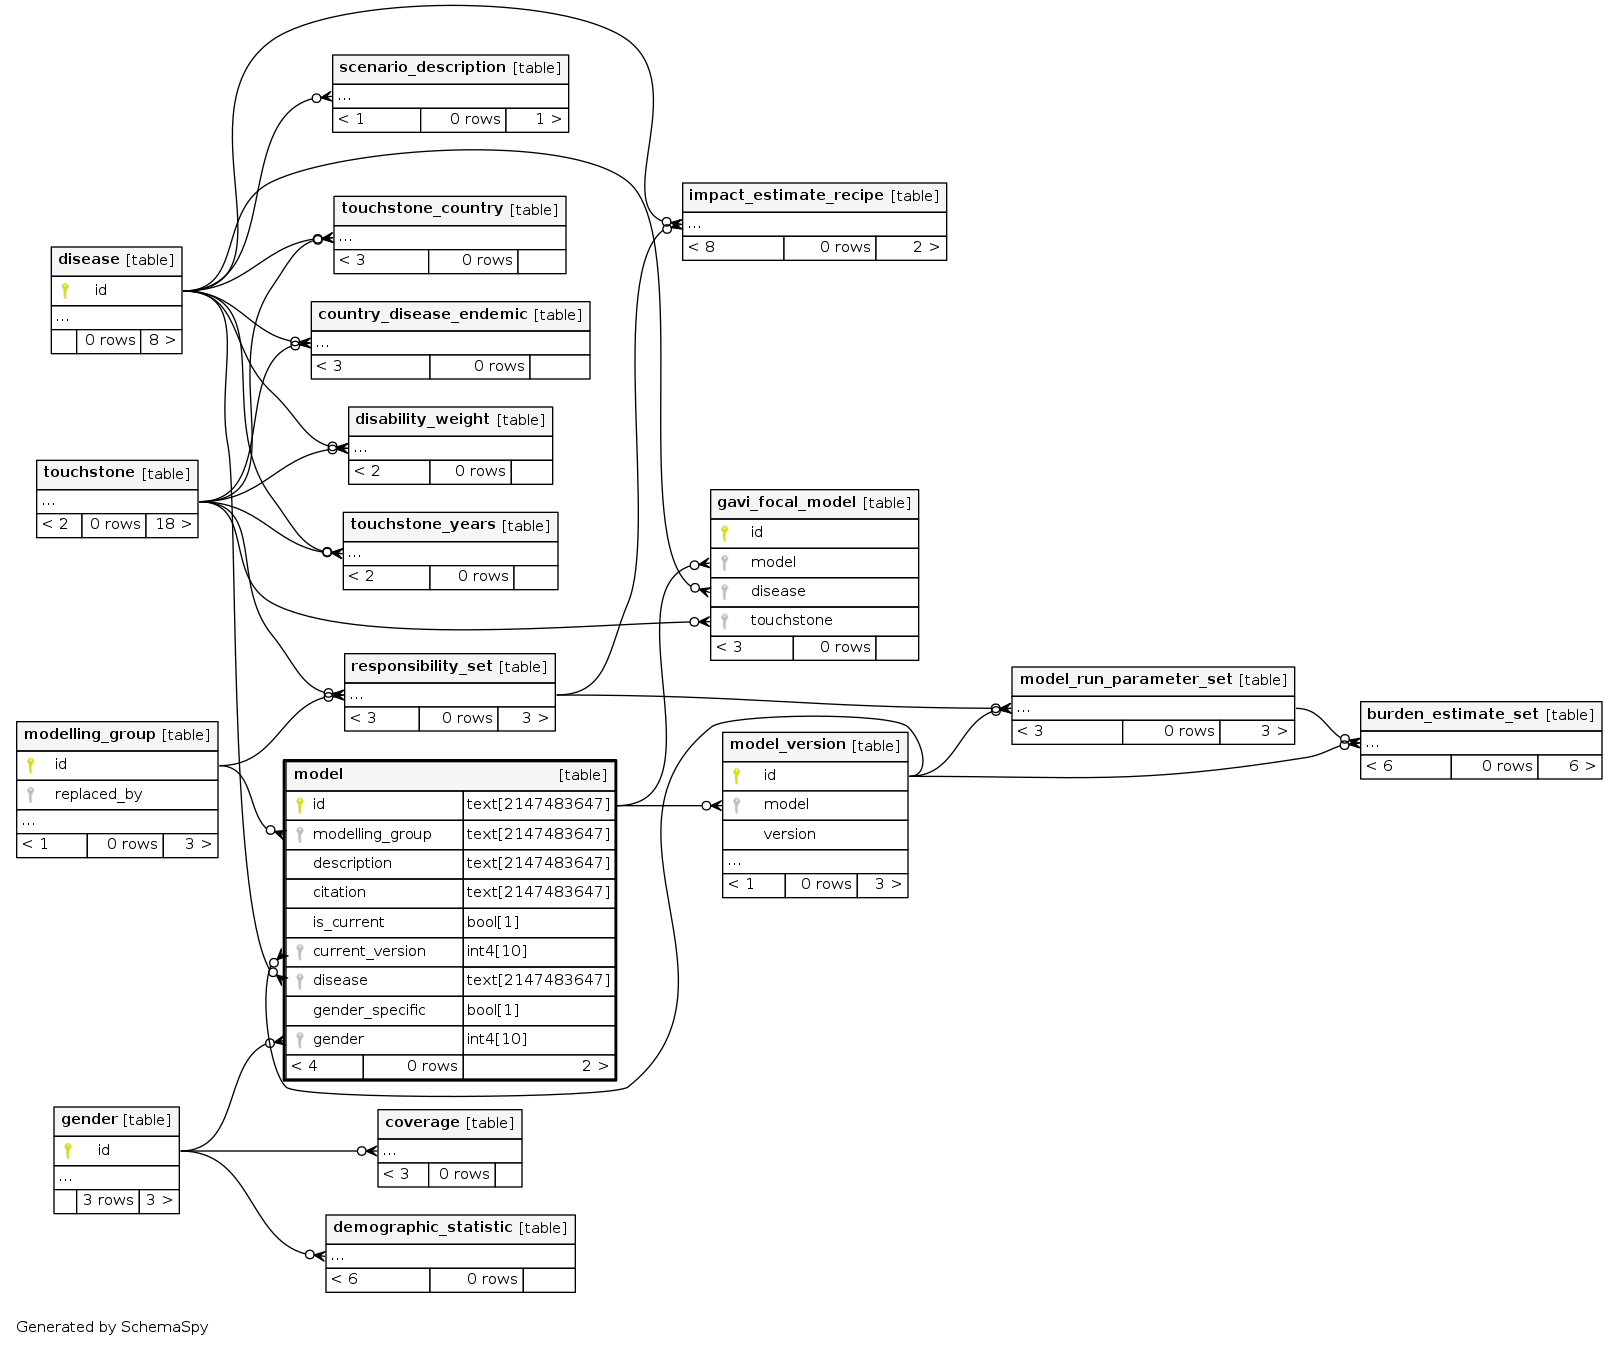 scenario_description [table]
...
< 1 0 rows 1 >
impact_estimate_recipe [table]
...
< 8 0 rows 2 >
touchstone_country [table]
...
< 3 0 rows
disease [table]
id
...
0 rows 8 >
country_disease_endemic [table]
...
< 3 0 rows
disability_weight [table]
...
< 2 0 rows
touchstone [table]
...
< 2 0 rows 18 >
touchstone_years [table]
...
< 2 0 rows
gavi_focal_model [table]
id
model
disease
touchstone
< 3 0 rows
responsibility_set [table]
...
< 3 0 rows 3 >
model_run_parameter_set [table]
...
< 3 0 rows 3 >
burden_estimate_set [table]
...
< 6 0 rows 6 >
modelling_group [table]
id
replaced_by
...
< 1 0 rows 3 >
model_version [table]
id
model
version
...
< 1 0 rows 3 >
model [table]
id text[2147483647]
modelling_group text[2147483647]
description text[2147483647]
citation text[2147483647]
is_current bool[1]
current_version int4[10]
disease text[2147483647]
gender_specific bool[1]
gender int4[10]
< 4 0 rows 2 >
gender [table]
id
...
3 rows 3 >
coverage [table]
...
< 3 0 rows
demographic_statistic [table]
...
< 6 0 rows
Generated by SchemaSpy